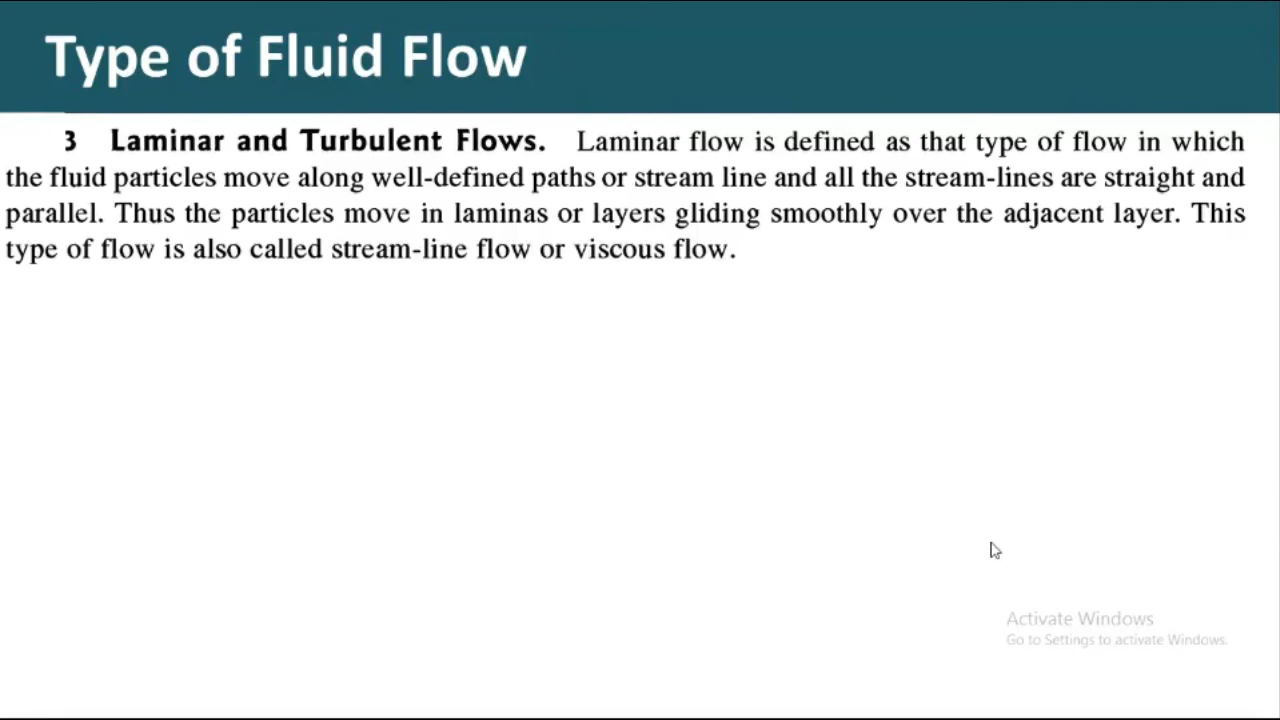 Type of Fluid Flow
3 Laminar and Turbulent Flows. Laminar flow is defined as that type of flow in which
the fluid particles move along well-defined paths or stream line and all the stream-lines are straight and
parallel. Thus the particles move in laminas or layers gliding smoothly over the adjacent layer. This
type of flow is also called stream-line flow or viscous flow.
Activate Windows
Go to Settings to activate Windows.